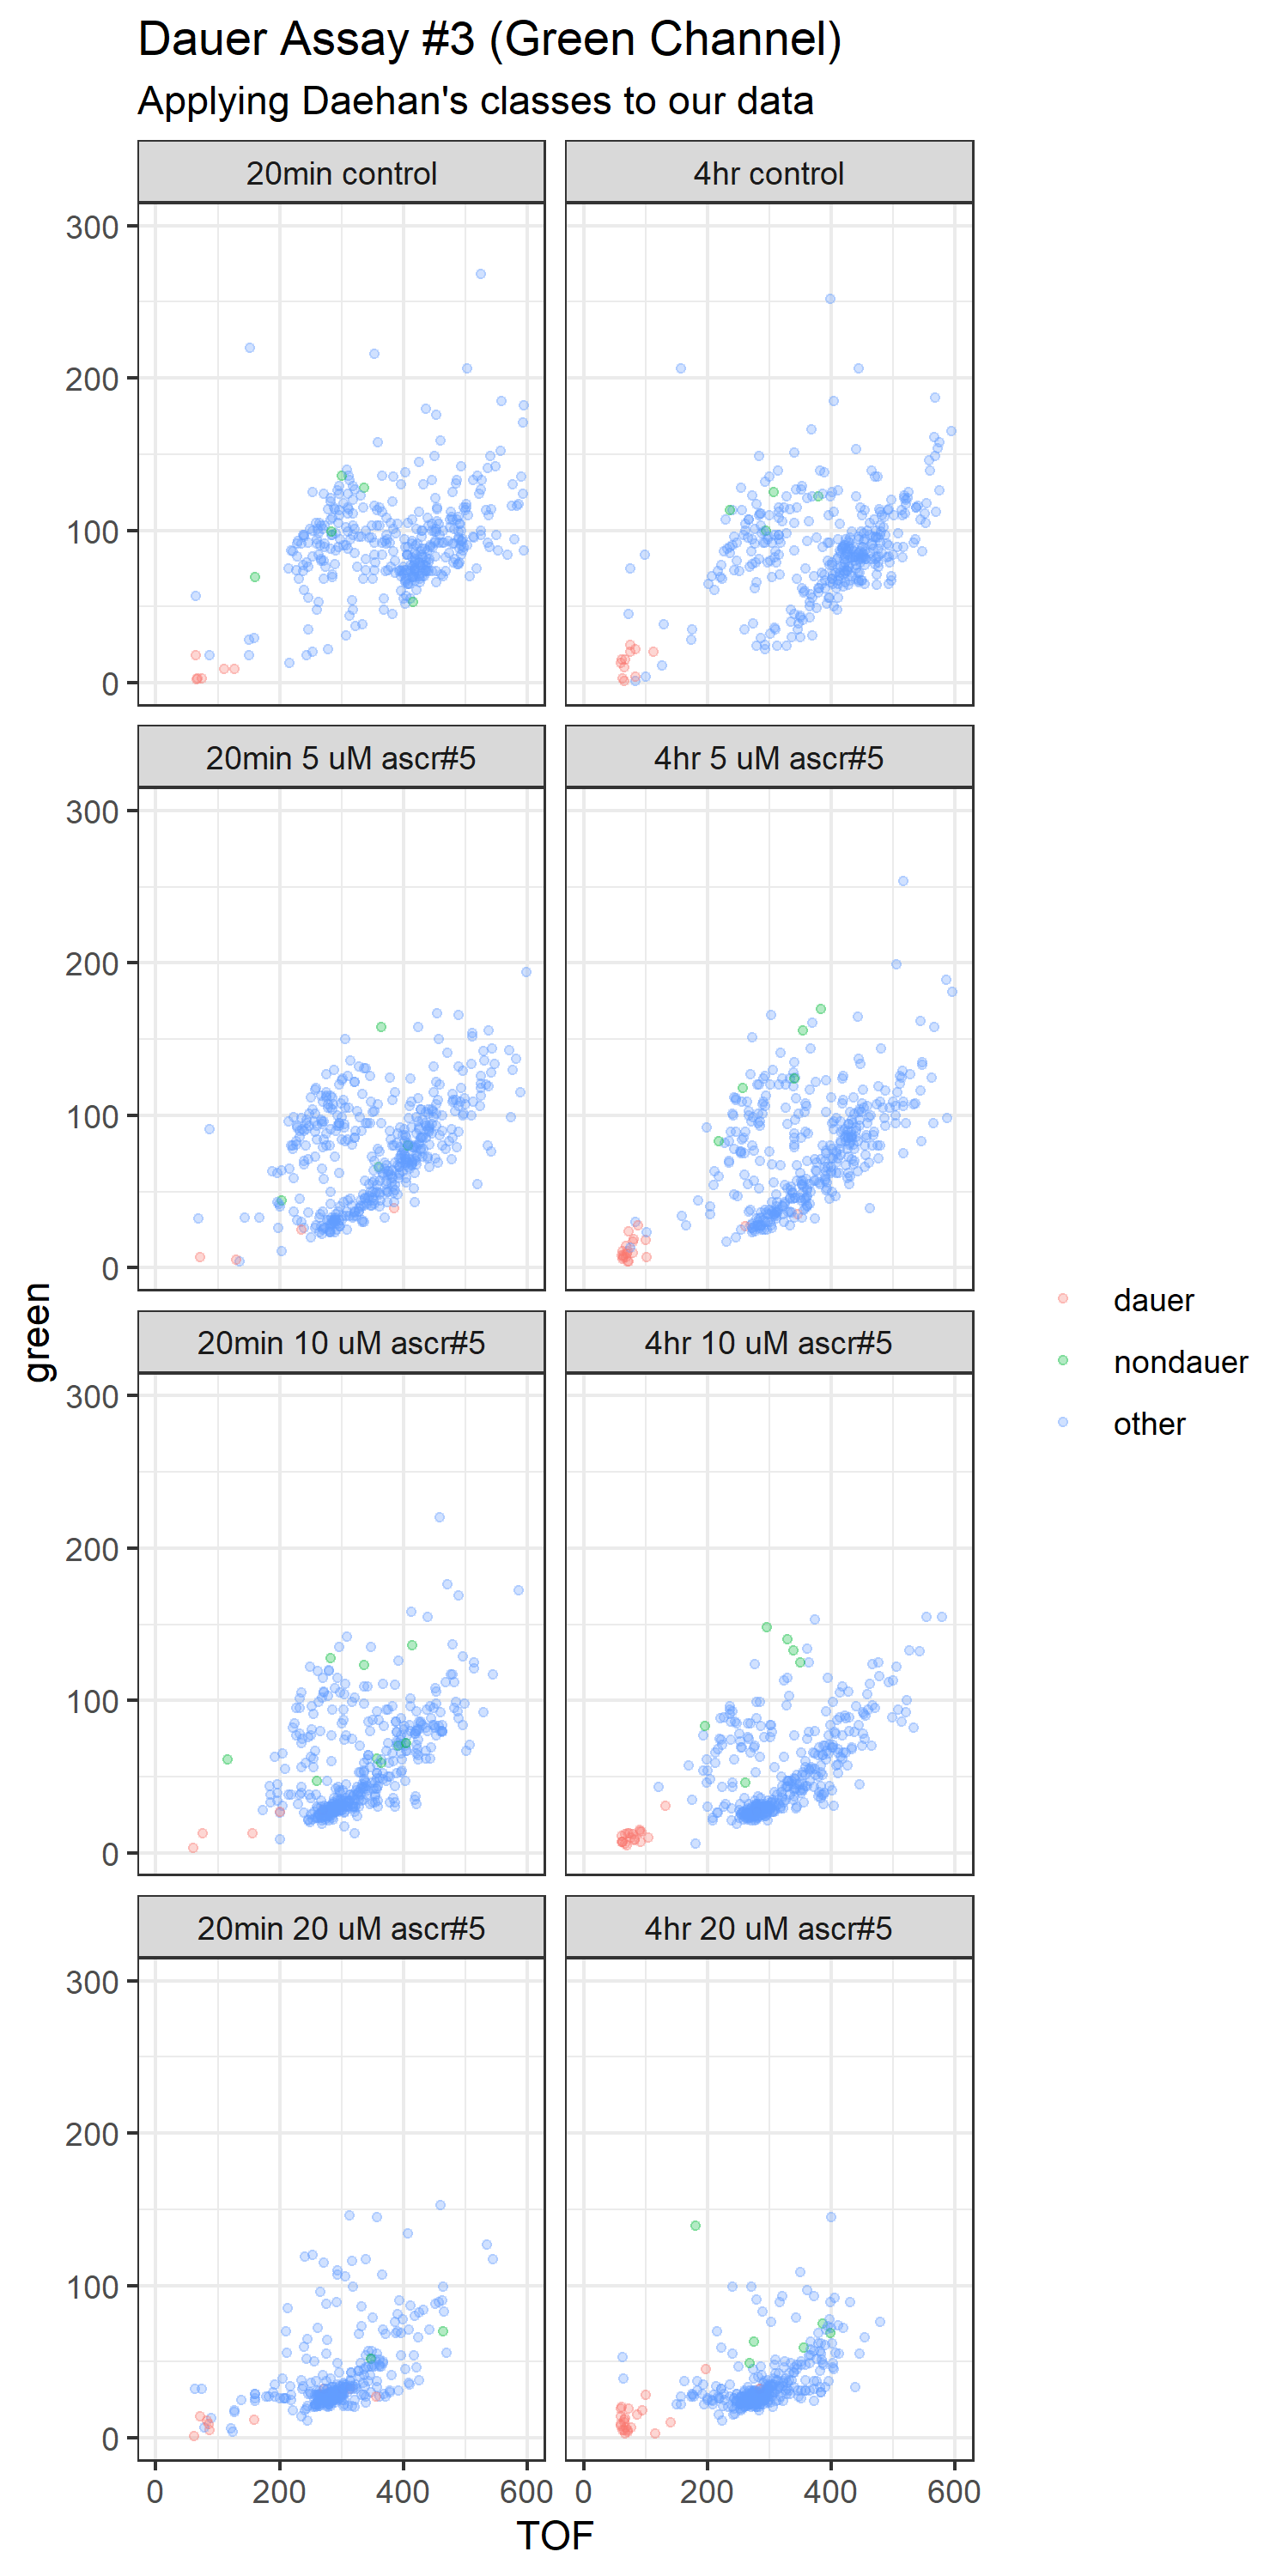 Dauer Assay #3 (Green Channel)
Applying Daehan's classes to our data
20min control
4hr control
300
200
100
0
20min 5 uM ascr#5
4hr 5 uM ascr#5
300
200
100
0
green
20min 10 uM ascr#5
4hr 10 uM ascr#5
300
200
100
0
dauer
nondauer
other
20min 20 uM ascr#5
4hr 20 uM ascr#5
300
200
100
0
0 200 400 600 0 200 400 600
TOF